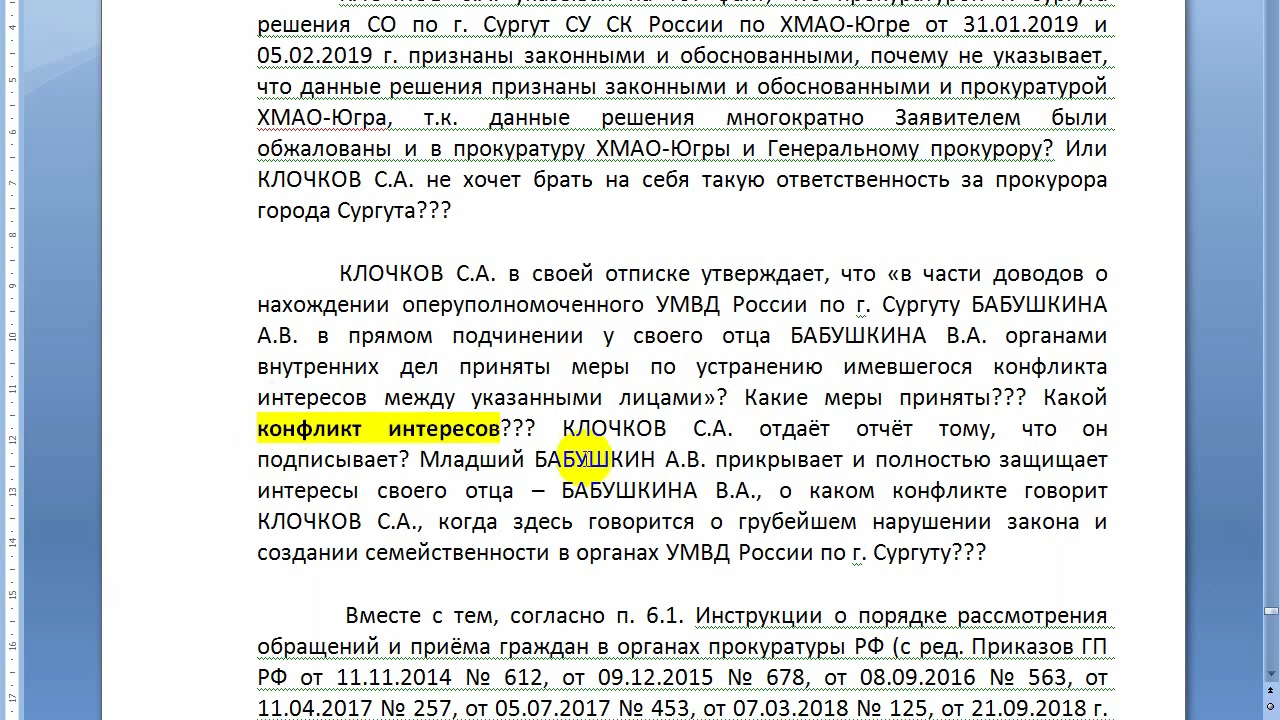 решения СО по г. Сургут СУ СК России по ХМАО-Югре от 31.01.2019 и
05.02.2019 г. признаны законными и обоснованными, почему не указывает,
что данные решения признаны законными и обоснованными и прокуратурой
ХМАО-Югра, т.к. данные решения многократно Заявителем были
обжалованы и в прокуратуру ХМАО-Югры и Генеральному прокурору? Или
КЛОЧКОВ С.А. не хочет брать на себя такую ответственность за прокурора
города Сургута???
КЛОЧКОВ С.А. в своей отписке утверждает, что «в части доводов о
нахождении оперуполномоченного УМВД России по г. Сургуту БАБУШКИНА
А.В. в прямом подчинении у своего отца БАБУШКИНА В.А. органами
внутренних дел приняты меры по устранению имевшегося конфликта
интересов между указанными лицами»? Какие меры приняты??? Какой
конфликт интересов??? КЛОЧКОВ С.А. отдаёт отчёт тому, что он
подписывает? Младший БАБУШКИН А.В. прикрывает и полностью защищает
интересы своего отца – БАБУШКИНА В.А., о каком конфликте говорит
КЛОЧКОВ С.А., когда здесь говорится о грубейшем нарушении закона и
создании семейственности в органах УМВД России по г. Сургуту???
Вместе с тем, согласно п. 6.1. Инструкции о порядке рассмотрения
обращений и приёма граждан в органах прокуратуры РФ (с ред. Приказов ГП
РФ от 11.11.2014 № 612, от 09.12.2015 № 678, от 08.09.2016 № 563, от
11.04.2017 № 257, от 05.07.2017 № 453, от 07.03.2018 № 125, от 21.09.2018 г.